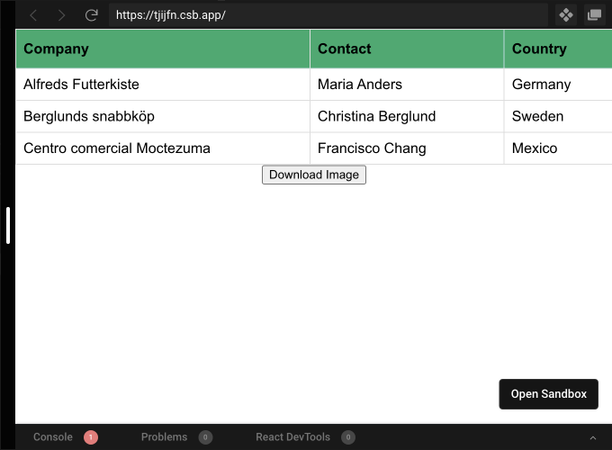 https://tjijfn.csb.app/
Company Contact Country
Alfreds Futterkiste Maria Anders Germany
Berglunds snabbköp Christina Berglund Sweden
Centro comercial Moctezuma Francisco Chang Mexico
Download Image
Open Sandbox
Console 1 Problems 0 React DevTools 0